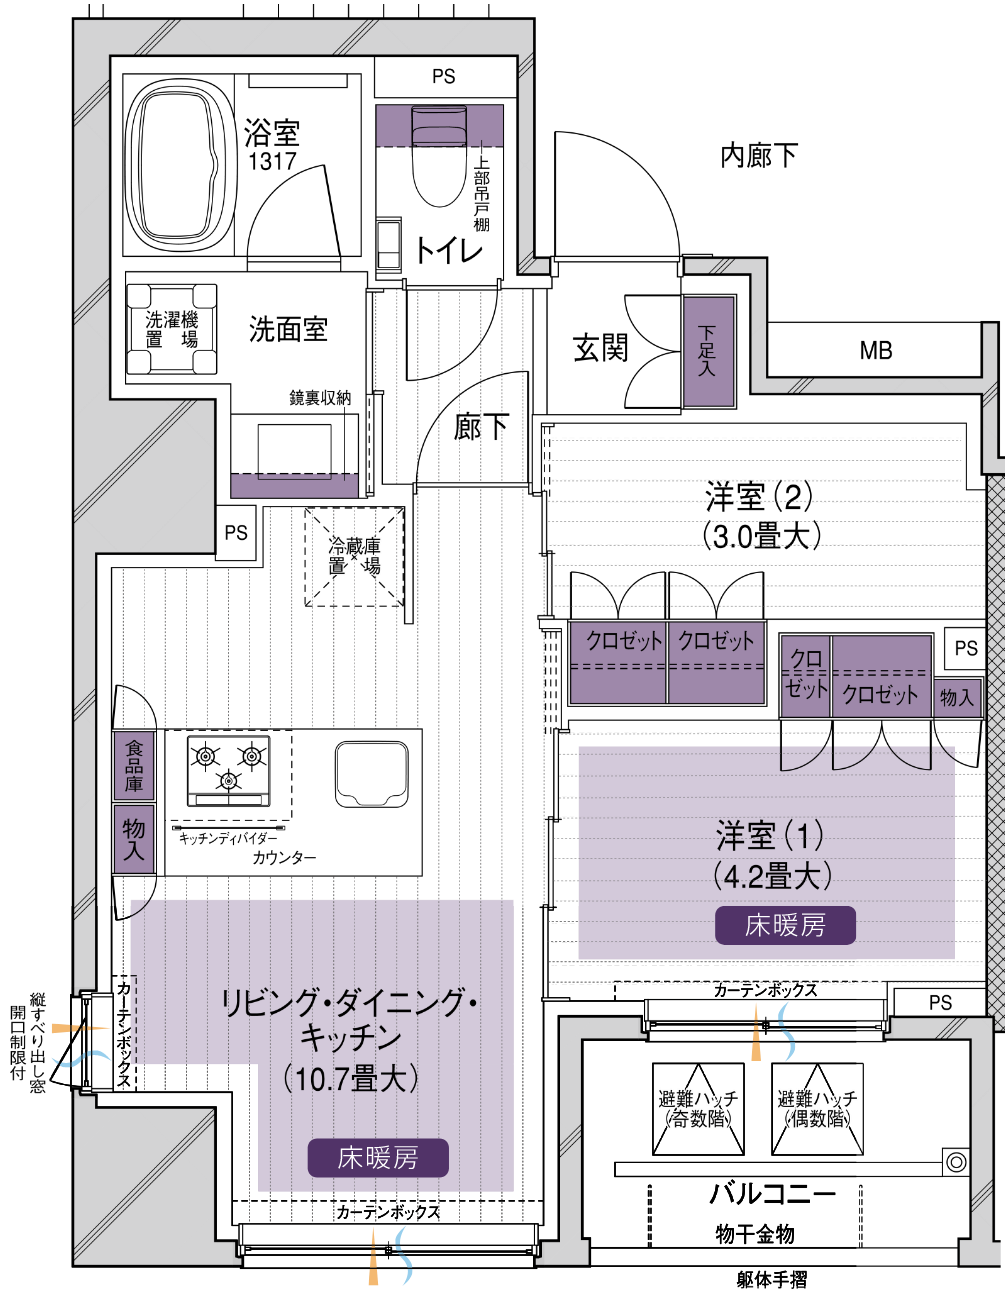 PS
浴室
1317
内廊下
上部吊戸棚
トイレ
洗濯機
置　場
洗面室
玄関
下足入
MB
鏡裏収納
廊下
洋室（2）
（3.0畳大）
PS
冷蔵庫
置　場
クロゼット
クロゼット
クロ
ゼット
クロゼット
PS
物入
食品庫
物入
キッチンディバイダー
カウンター
洋室（1）
（4.2畳大）
床暖房
カーテンボックス
PS
縦すべり出し窓
開口制限付
カーテンボックス
リビング・ダイニング・
キッチン
（10.7畳大）
床暖房
カーテンボックス
避難ハッチ
（奇数階）
避難ハッチ
（偶数階）
バルコニー
物干金物
躯体手摺